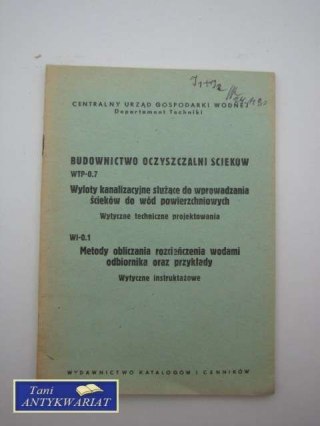 CENTRALNY URZĄD GOSPODARKI WODNEJ
Departament Techniki
BUDOWNICTWO OCZYSZCZALNI ŚCIEKÓW
WTP-0.7
Wyloty kanalizacyjne służące do wprowadzania
ścieków do wód powierzchniowych
Wytyczne techniczne projektowania
WI-0.1
Metody obliczania rozcieńczenia wodami
odbiornika oraz przykłady
Wytyczne instruktażowe
WYDAWNICTWO KATALOGÓW I CENNIKÓW
Tani
ANTYKWARIAT